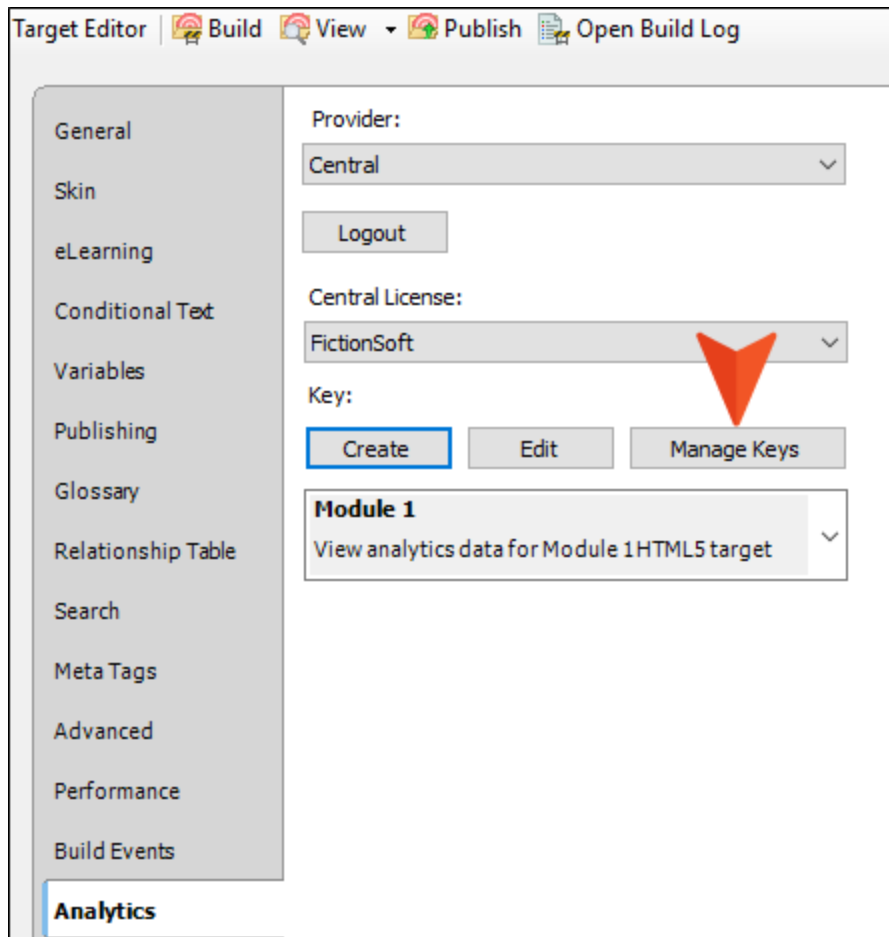 Target Editor Build View Publish Open Build Log
General
Skin
eLearning
Conditional Text
Variables
Publishing
Glossary
Relationship Table
Search
Meta Tags
Advanced
Performance
Build Events
Analytics
Provider:
Central
Logout
Central License:
FictionSoft
Key:
Create Edit Manage Keys
Module 1
View analytics data for Module 1HTML5 target